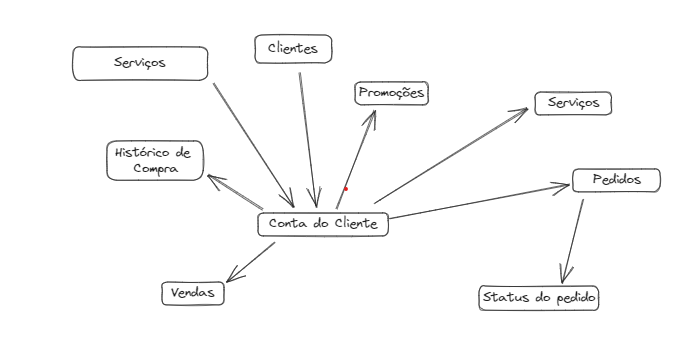 Clientes
Serviços
Promoções
Serviços
Histórico de
Compra
Pedidos
Conta do Cliente
Vendas
Status do pedido